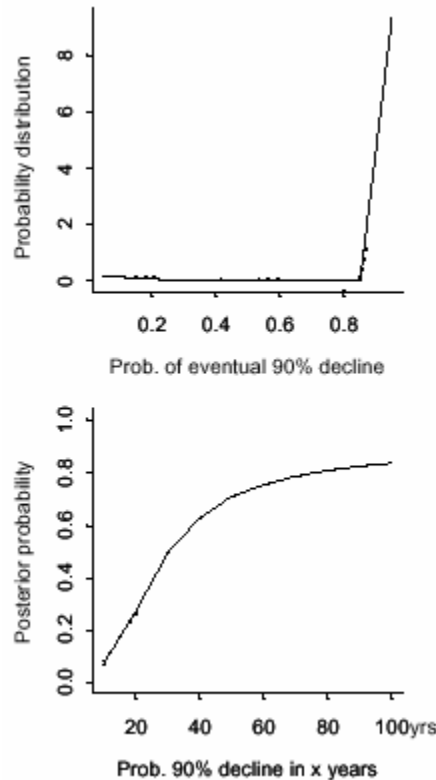 Probability distribution
8
6
4
2
0
0.2 0.4 0.6 0.8
Prob. of eventual 90% decline
Posterior probability
1.0
0.8
0.6
0.4
0.2
0.0
20 40 60 80 100yrs
Prob. 90% decline in x years